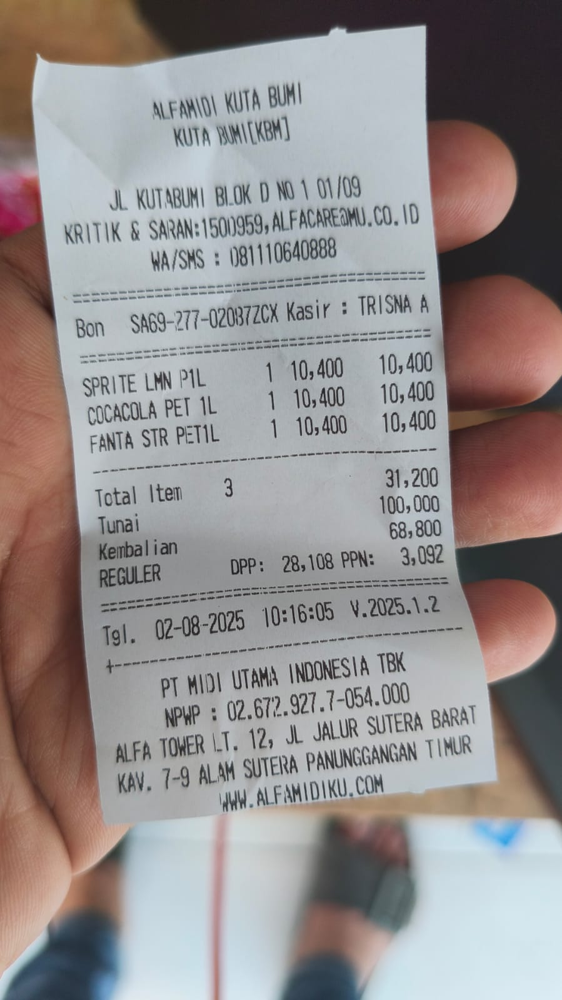 ALFAMIDI KUTA BUMI
KUTA BUMI[KBM]
JL KUTABUMI BLOK D NO 1 01/09
KRITIK & SARAN:1500959,ALFACARE@MU.CO.ID
WA/SMS : 081110640888
Bon SA69-277-02087ZCX Kasir : TRISNA A
SPRITE LMN P1L 1 10,400 10,400
COCACOLA PET 1L 1 10,400 10,400
FANTA STR PET1L 1 10,400 10,400
Total Item 3 31,200
Tunai 100,000
Kembalian 68,800
REGULER DPP: 28,108 PPN: 3,092
Tgl. 02-08-2025 10:16:05 V.2025.1.2
PT MIDI UTAMA INDONESIA TBK
NPWP : 02.672.927.7-054.000
ALFA TOWER LT. 12, JL JALUR SUTERA BARAT
KAV. 7-9 ALAM SUTERA PANUNGGANGAN TIMUR
WWW.ALFAMIDIKU.COM